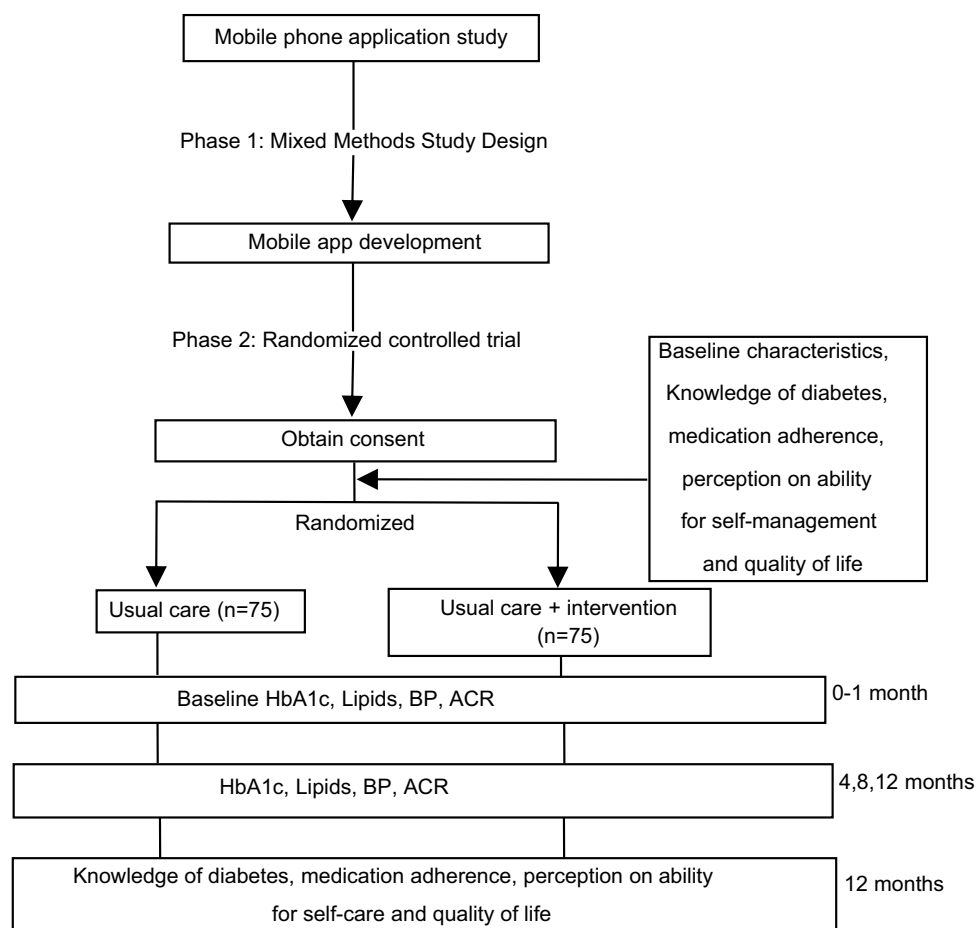 Mobile phone application study
Phase 1: Mixed Methods Study Design
Mobile app development
Phase 2: Randomized controlled trial
Baseline characteristics,
Knowledge of diabetes,
medication adherence,
perception on ability
for self-management
and quality of life
Obtain consent
Randomized
Usual care (n=75)
Usual care + intervention
(n=75)
Baseline HbA1c, Lipids, BP, ACR
0-1 month
HbA1c, Lipids, BP, ACR
4,8,12 months
Knowledge of diabetes, medication adherence, perception on ability
for self-care and quality of life
12 months